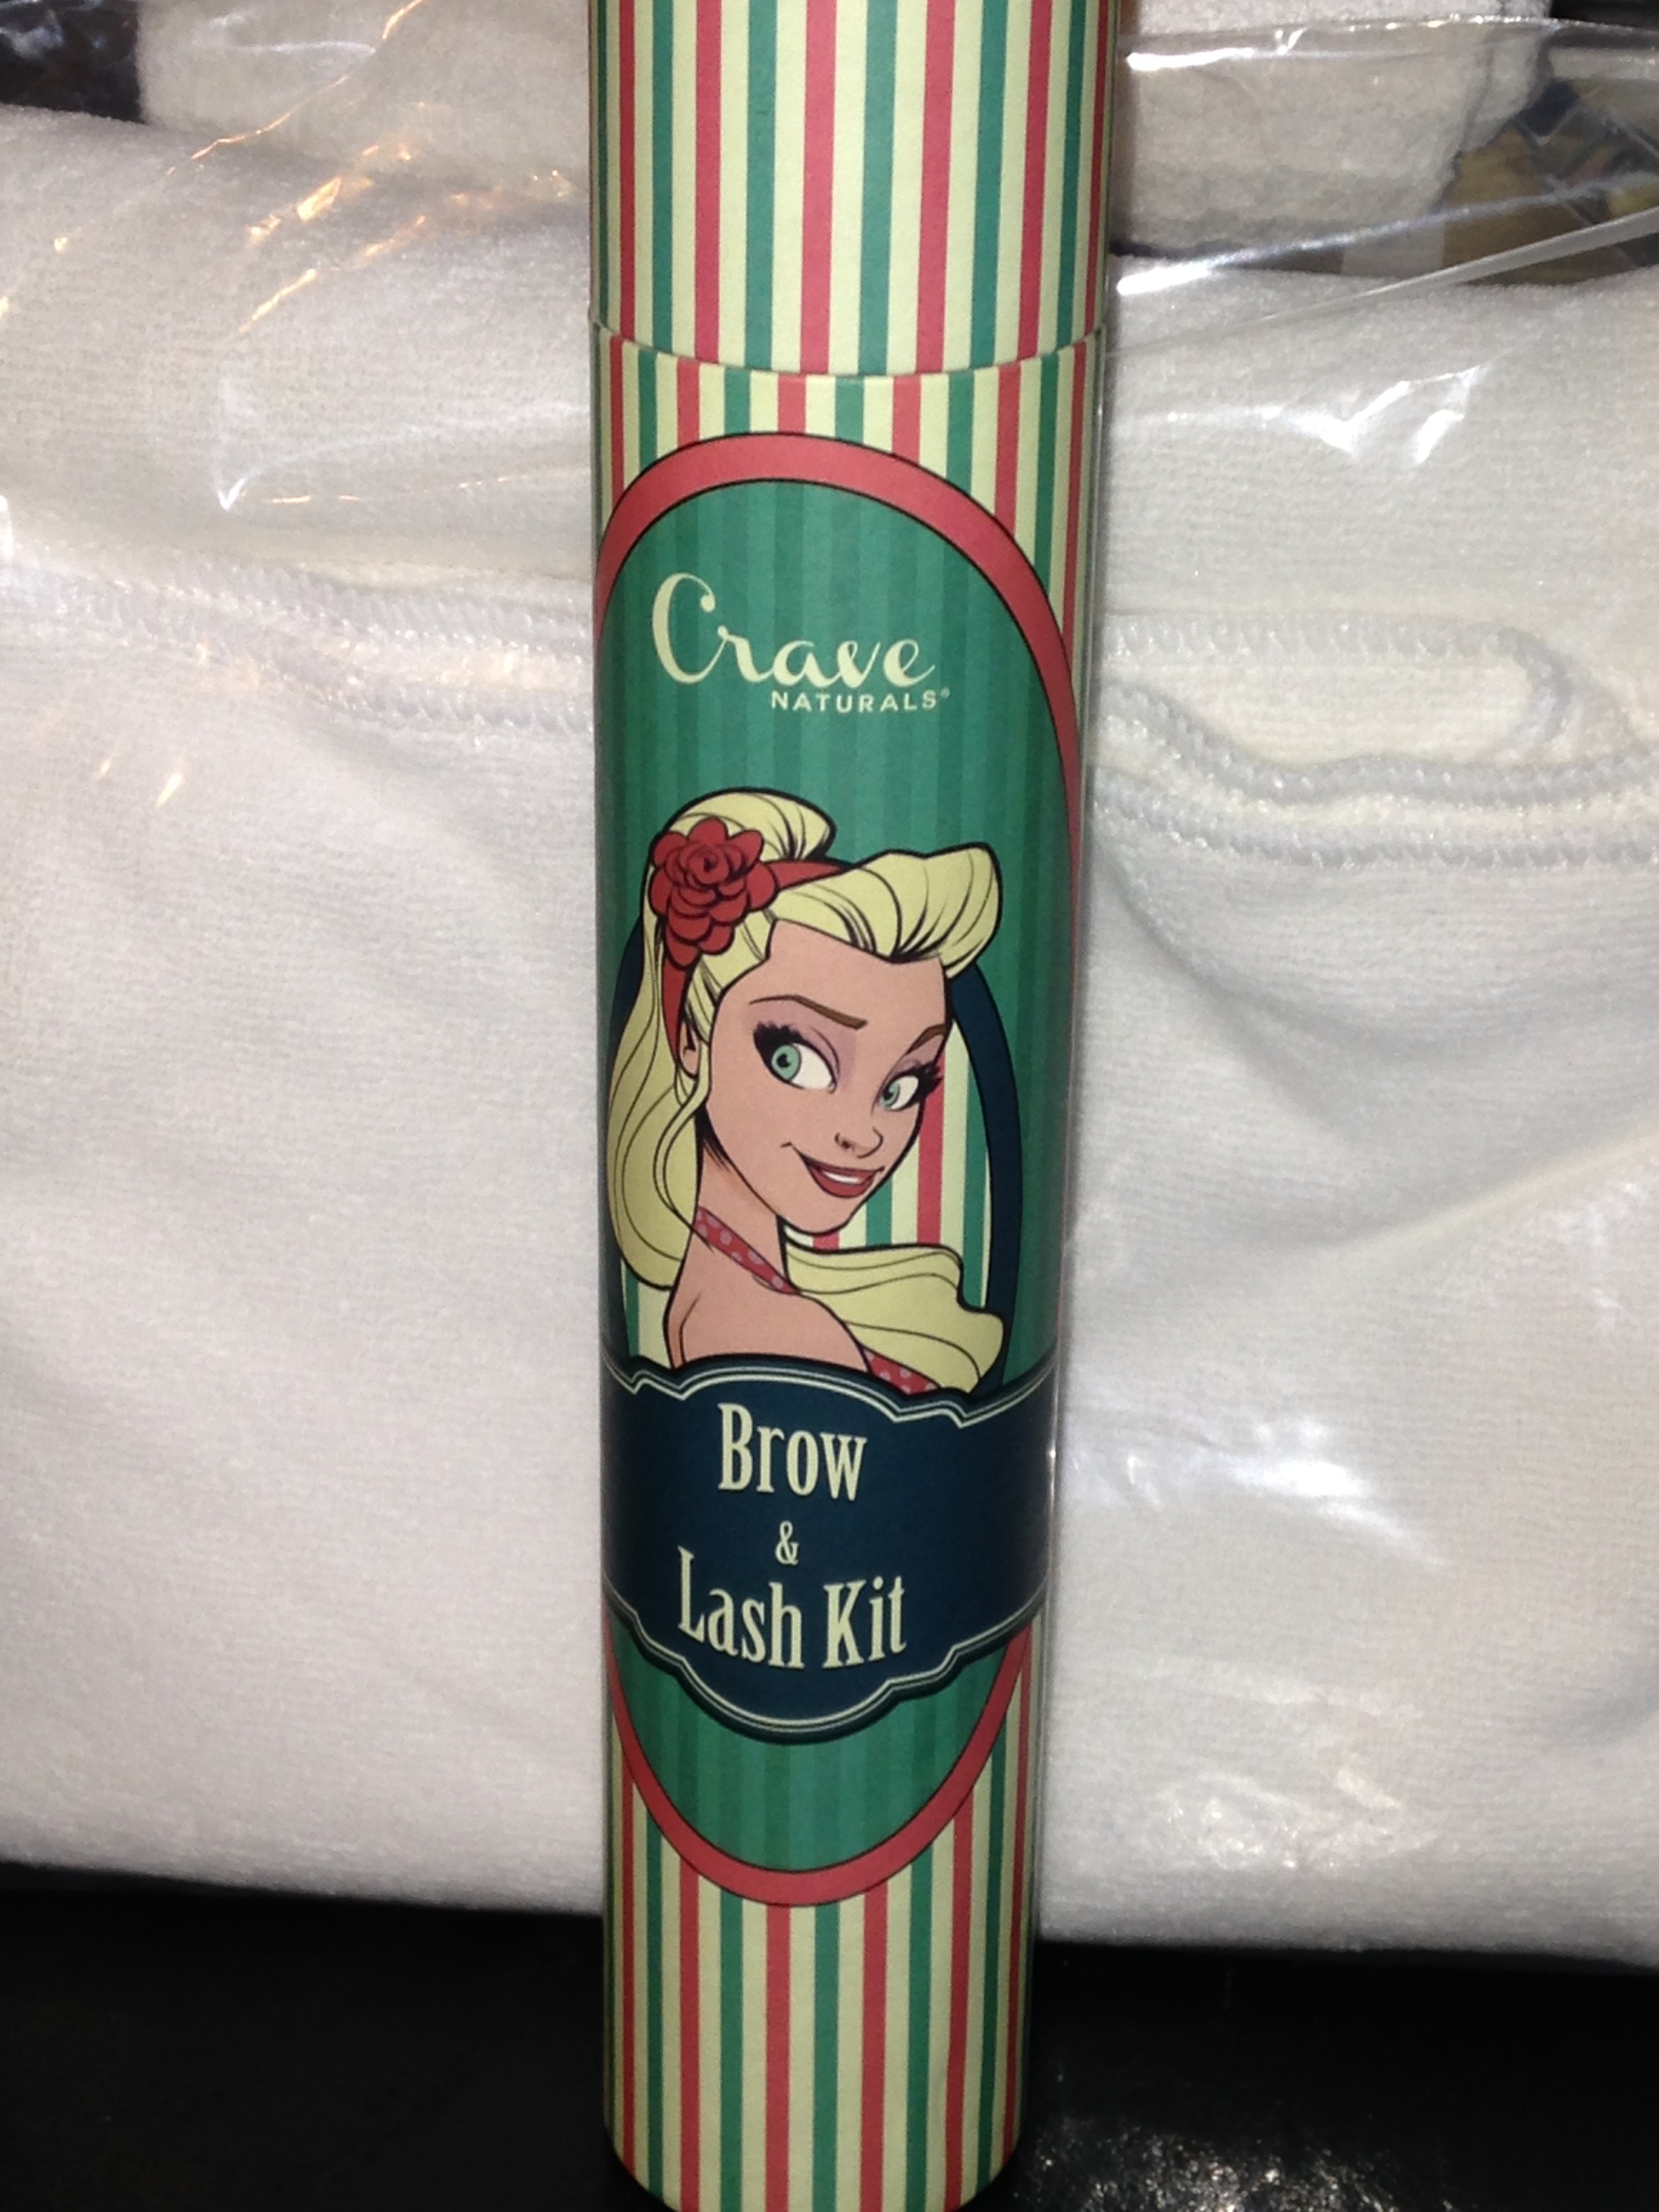 Crave
NATURALS®
Brow
&
Lash Kit